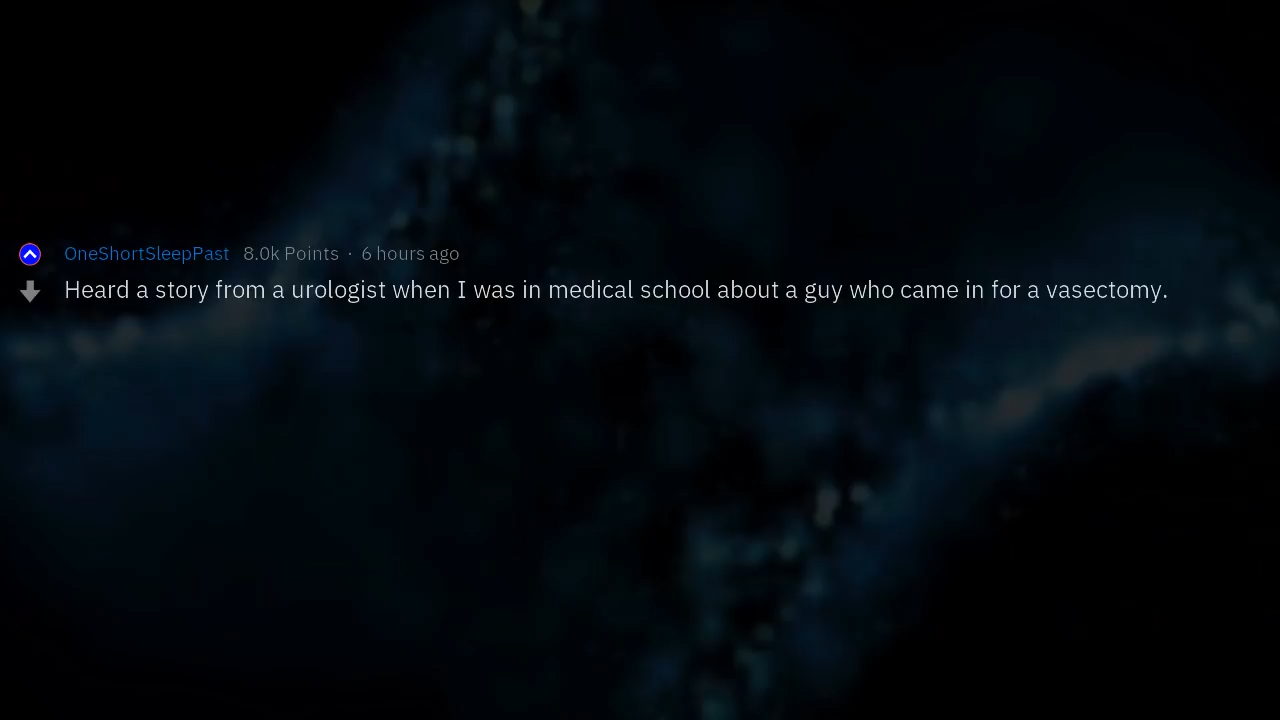 OneShortSleepPast 8.0k Points · 6 hours ago
Heard a story from a urologist when I was in medical school about a guy who came in for a vasectomy.